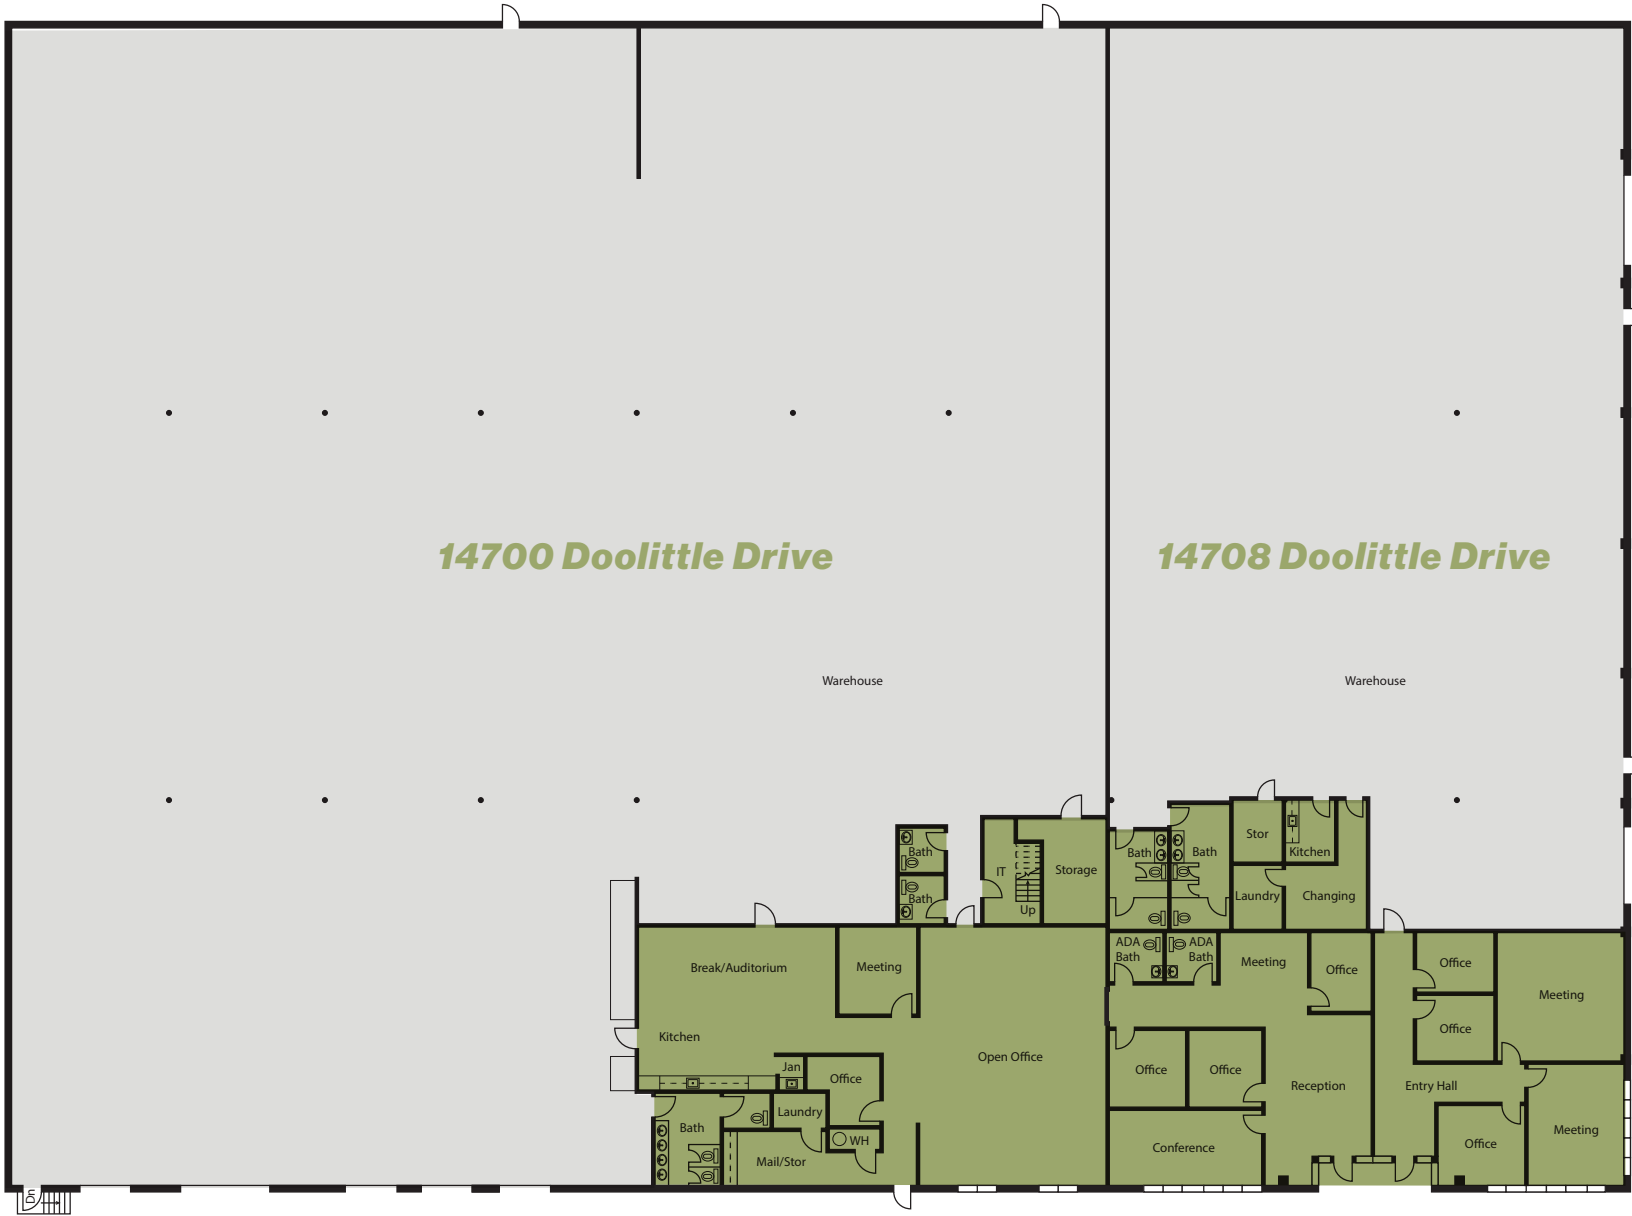 14700 Doolittle Drive
14708 Doolittle Drive
Warehouse
Warehouse
Bath
Bath
IT
Up
Storage
Bath
Bath
Stor
Kitchen
Laundry
Changing
Break/Auditorium
Meeting
Kitchen
Jan
Office
Open Office
Laundry
Bath
WH
Mail/Stor
ADA
Bath
ADA
Bath
Meeting
Office
Office
Office
Meeting
Office
Office
Reception
Entry Hall
Conference
Office
Meeting
Dn